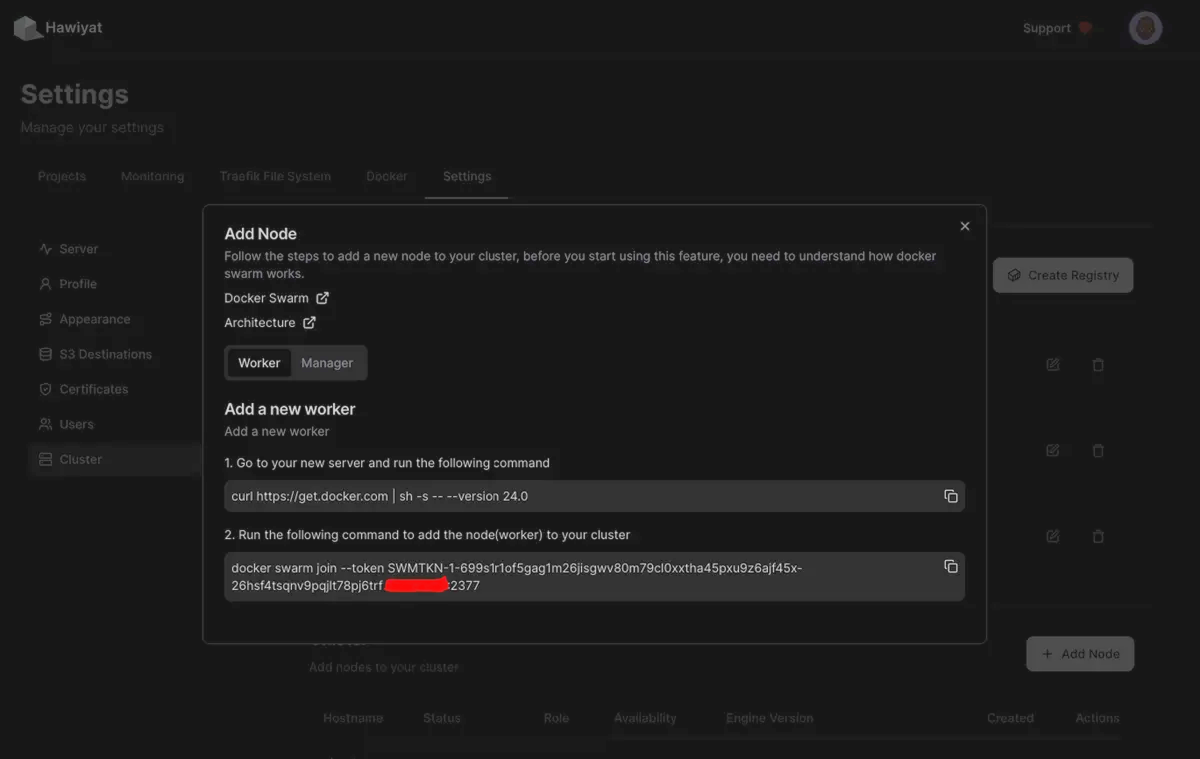 Hawiyat
Support
Settings
Manage your settings
Projects
Monitoring
Traefik File System
Docker
Settings
Server
Profile
Appearance
S3 Destinations
Certificates
Users
Cluster
Create Registry
Add Node
Follow the steps to add a new node to your cluster, before you start using this feature, you need to understand how docker
swarm works.
Docker Swarm
Architecture
Worker
Manager
Add a new worker
Add a new worker
1. Go to your new server and run the following command
curl https://get.docker.com | sh -s -- --version 24.0
2. Run the following command to add the node(worker) to your cluster
docker swarm join --token SWMTKN-1-699s1r1of5gag1m26jisgwv80m79cl0xxtha45pxu9z6ajf45x-
26hsf4tsqnv9pqjlt78pj6trf :2377
Add nodes to your cluster
Add Node
Hostname
Status
Role
Availability
Engine Version
Created
Actions